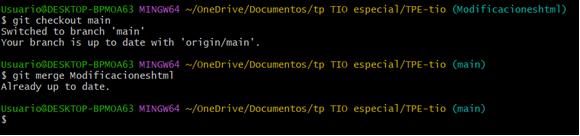 Usuario@DESKTOP-BPMOA63 MINGW64 ~/OneDrive/Documentos/tp TIO especial/TPE-tio (Modificacioneshtml)
$ git checkout main
Switched to branch 'main'
Your branch is up to date with 'origin/main'.
Usuario@DESKTOP-BPMOA63 MINGW64 ~/OneDrive/Documentos/tp TIO especial/TPE-tio (main)
$ git merge Modificacioneshtml
Already up to date.
Usuario@DESKTOP-BPMOA63 MINGW64 ~/OneDrive/Documentos/tp TIO especial/TPE-tio (main)
$